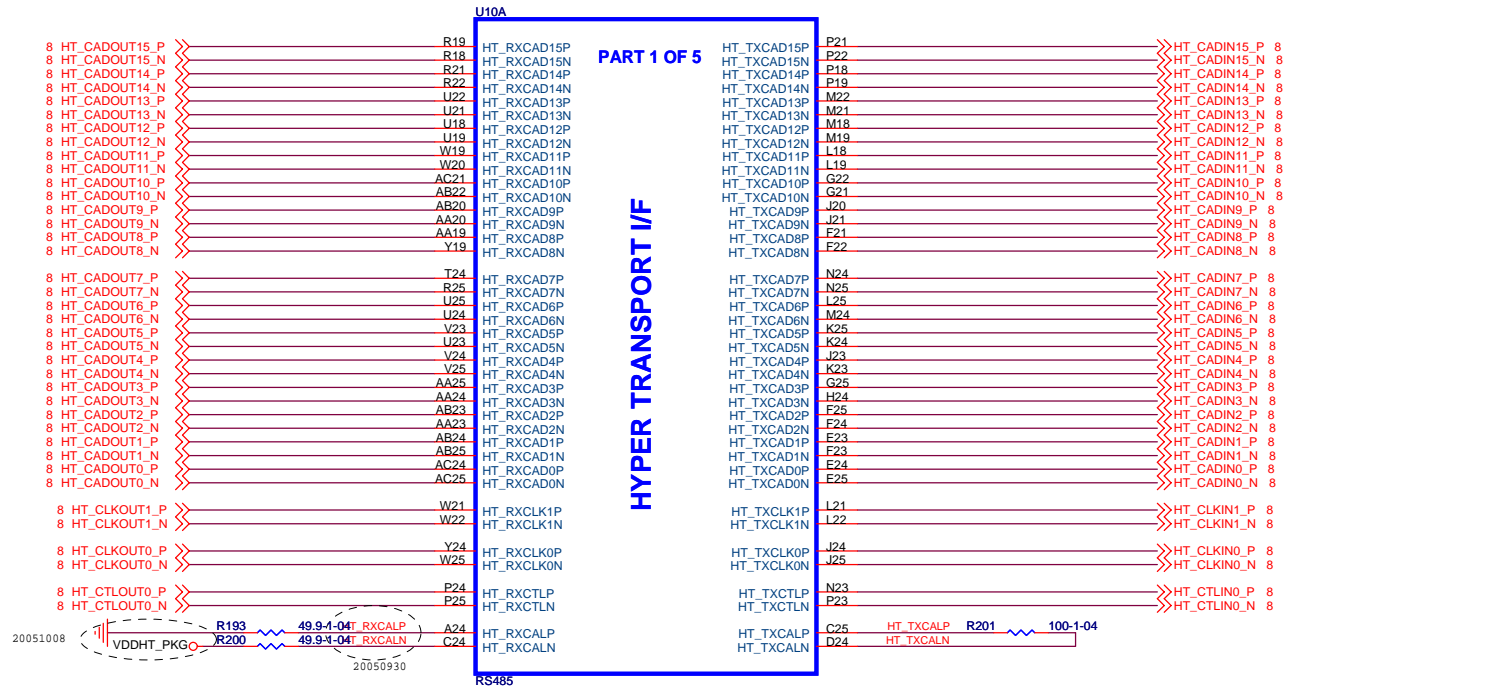 U10A
PART 1 OF 5
8 HT_CADOUT15_P R19 HT_RXCAD15P HT_TXCAD15P P21 HT_CADIN15_P 8
8 HT_CADOUT15_N R18 HT_RXCAD15N HT_TXCAD15N P22 HT_CADIN15_N 8
8 HT_CADOUT14_P R21 HT_RXCAD14P HT_TXCAD14P P18 HT_CADIN14_P 8
8 HT_CADOUT14_N R22 HT_RXCAD14N HT_TXCAD14N P19 HT_CADIN14_N 8
8 HT_CADOUT13_P U22 HT_RXCAD13P HT_TXCAD13P M22 HT_CADIN13_P 8
8 HT_CADOUT13_N U21 HT_RXCAD13N HT_TXCAD13N M21 HT_CADIN13_N 8
8 HT_CADOUT12_P U18 HT_RXCAD12P HT_TXCAD12P M18 HT_CADIN12_P 8
8 HT_CADOUT12_N U19 HT_RXCAD12N HT_TXCAD12N M19 HT_CADIN12_N 8
8 HT_CADOUT11_P W19 HT_RXCAD11P HT_TXCAD11P L18 HT_CADIN11_P 8
8 HT_CADOUT11_N W20 HT_RXCAD11N HT_TXCAD11N L19 HT_CADIN11_N 8
8 HT_CADOUT10_P AC21 HT_RXCAD10P HT_TXCAD10P G22 HT_CADIN10_P 8
8 HT_CADOUT10_N AB22 HT_RXCAD10N HT_TXCAD10N G21 HT_CADIN10_N 8
8 HT_CADOUT9_P AB20 HT_RXCAD9P HT_TXCAD9P J20 HT_CADIN9_P 8
8 HT_CADOUT9_N AA20 HT_RXCAD9N HT_TXCAD9N J21 HT_CADIN9_N 8
8 HT_CADOUT8_P AA19 HT_RXCAD8P HT_TXCAD8P F21 HT_CADIN8_P 8
8 HT_CADOUT8_N Y19 HT_RXCAD8N HT_TXCAD8N F22 HT_CADIN8_N 8
HYPER TRANSPORT I/F
8 HT_CADOUT7_P T24 HT_RXCAD7P HT_TXCAD7P N24 HT_CADIN7_P 8
8 HT_CADOUT7_N R25 HT_RXCAD7N HT_TXCAD7N N25 HT_CADIN7_N 8
8 HT_CADOUT6_P U25 HT_RXCAD6P HT_TXCAD6P L25 HT_CADIN6_P 8
8 HT_CADOUT6_N U24 HT_RXCAD6N HT_TXCAD6N M24 HT_CADIN6_N 8
8 HT_CADOUT5_P V23 HT_RXCAD5P HT_TXCAD5P K25 HT_CADIN5_P 8
8 HT_CADOUT5_N U23 HT_RXCAD5N HT_TXCAD5N K24 HT_CADIN5_N 8
8 HT_CADOUT4_P V24 HT_RXCAD4P HT_TXCAD4P J23 HT_CADIN4_P 8
8 HT_CADOUT4_N V25 HT_RXCAD4N HT_TXCAD4N K23 HT_CADIN4_N 8
8 HT_CADOUT3_P AA25 HT_RXCAD3P HT_TXCAD3P G25 HT_CADIN3_P 8
8 HT_CADOUT3_N AA24 HT_RXCAD3N HT_TXCAD3N H24 HT_CADIN3_N 8
8 HT_CADOUT2_P AB23 HT_RXCAD2P HT_TXCAD2P F25 HT_CADIN2_P 8
8 HT_CADOUT2_N AA23 HT_RXCAD2N HT_TXCAD2N F24 HT_CADIN2_N 8
8 HT_CADOUT1_P AB24 HT_RXCAD1P HT_TXCAD1P E23 HT_CADIN1_P 8
8 HT_CADOUT1_N AB25 HT_RXCAD1N HT_TXCAD1N F23 HT_CADIN1_N 8
8 HT_CADOUT0_P AC24 HT_RXCAD0P HT_TXCAD0P E24 HT_CADIN0_P 8
8 HT_CADOUT0_N AC25 HT_RXCAD0N HT_TXCAD0N E25 HT_CADIN0_N 8
8 HT_CLKOUT1_P W21 HT_RXCLK1P HT_TXCLK1P L21 HT_CLKIN1_P 8
8 HT_CLKOUT1_N W22 HT_RXCLK1N HT_TXCLK1N L22 HT_CLKIN1_N 8
8 HT_CLKOUT0_P Y24 HT_RXCLK0P HT_TXCLK0P J24 HT_CLKIN0_P 8
8 HT_CLKOUT0_N W25 HT_RXCLK0N HT_TXCLK0N J25 HT_CLKIN0_N 8
8 HT_CTLOUT0_P P24 HT_RXCTLP HT_TXCTLP N23 HT_CTLIN0_P 8
8 HT_CTLOUT0_N P25 HT_RXCTLN HT_TXCTLN P23 HT_CTLIN0_N 8
R193 49.9-1-04 HT_RXCALP A24 HT_RXCALP HT_TXCALP C25 HT_TXCALP R201 100-1-04
20051008 VDDHT_PKG R200 49.9-1-04 HT_RXCALN C24 HT_RXCALN HT_TXCALN D24 HT_TXCALN
20050930
RS485